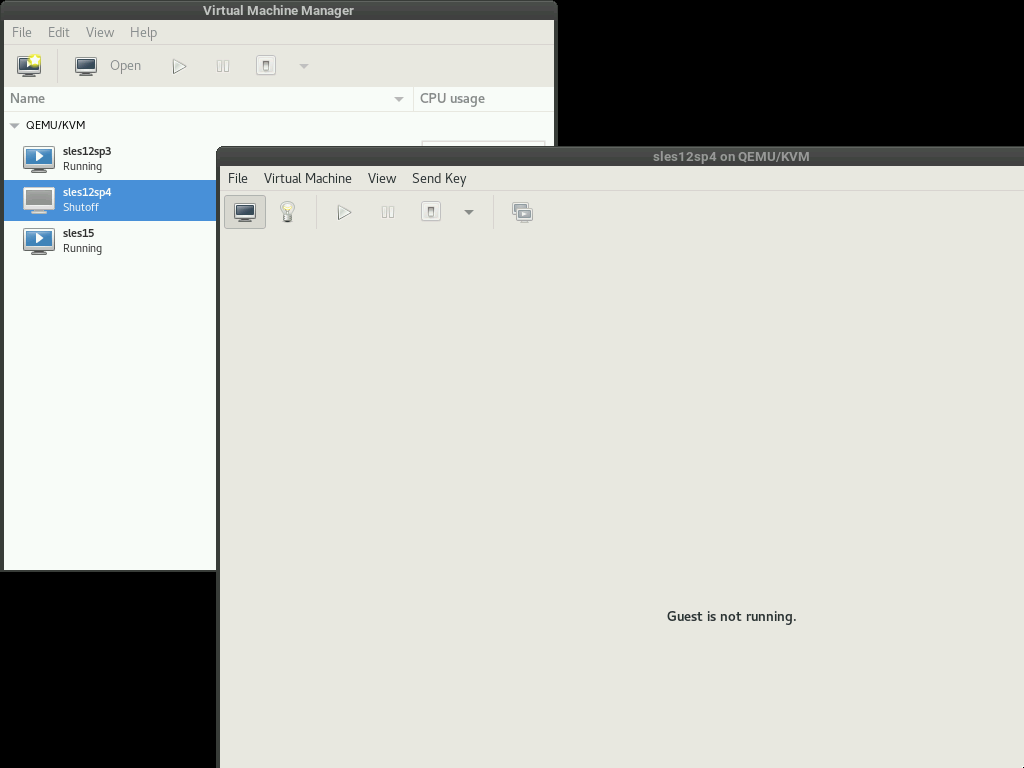 Virtual Machine Manager
File Edit View Help
Open
Name CPU usage
QEMU/KVM
sles12sp3
Running
sles12sp4
Shutoff
sles15
Running
sles12sp4 on QEMU/KVM
File Virtual Machine View Send Key
Guest is not running.